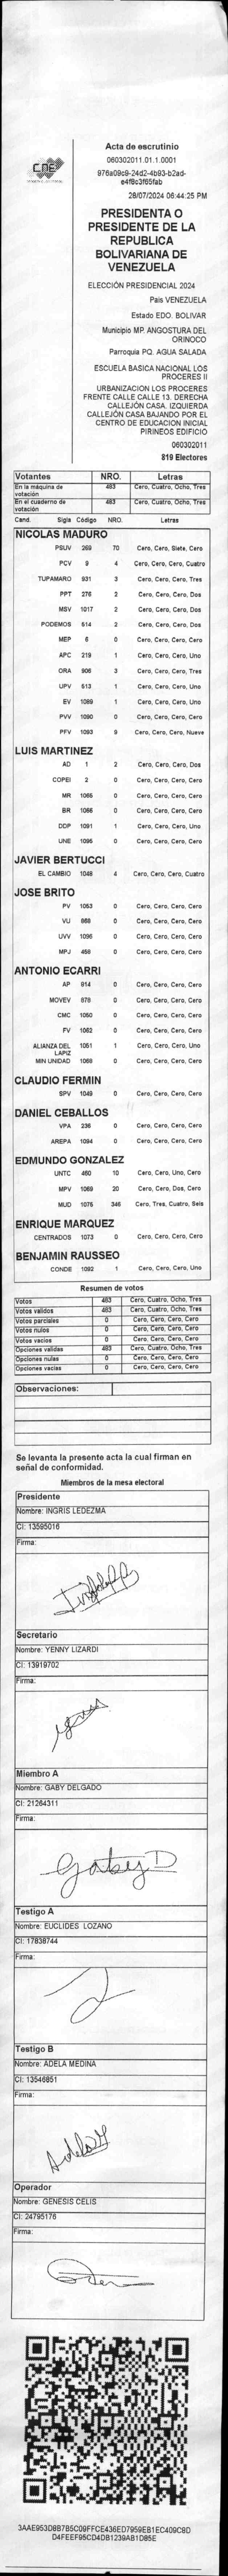 CNE
Acta de escrutinio
060302011.01.1.0001
976a09c9-24d2-4b93-b2ad-
e4f8c3f65fab
28/07/2024 06:44:25 PM
PRESIDENTA O
PRESIDENTE DE LA
REPUBLICA
BOLIVARIANA DE
VENEZUELA
ELECCIÓN PRESIDENCIAL 2024
Pais VENEZUELA
Estado EDO. BOLIVAR
Municipio MP. ANGOSTURA DEL
ORINOCO
Parroquia PQ. AGUA SALADA
ESCUELA BASICA NACIONAL LOS
PROCERES II
URBANIZACION LOS PROCERES
FRENTE CALLE CALLE 13. DERECHA
CALLEJÓN CASA. IZQUIERDA
CALLEJÓN CASA BAJANDO POR EL
CENTRO DE EDUCACION INICIAL
PIRINEOS EDIFICIO
060302011
819 Electores
Votantes NRO. Letras
En la máquina de votación 483 Cero, Cuatro, Ocho, Tres
En el cuaderno de votación 483 Cero, Cuatro, Ocho, Tres
Cand. Sigla Código NRO. Letras
NICOLAS MADURO
PSUV 269 70 Cero, Cero, Siete, Cero
PCV 9 4 Cero, Cero, Cero, Cuatro
TUPAMARO 931 3 Cero, Cero, Cero, Tres
PPT 276 2 Cero, Cero, Cero, Dos
MSV 1017 2 Cero, Cero, Cero, Dos
PODEMOS 514 2 Cero, Cero, Cero, Dos
MEP 6 0 Cero, Cero, Cero, Cero
APC 219 1 Cero, Cero, Cero, Uno
ORA 906 3 Cero, Cero, Cero, Tres
UPV 513 1 Cero, Cero, Cero, Uno
EV 1089 1 Cero, Cero, Cero, Uno
PVV 1090 0 Cero, Cero, Cero, Cero
PFV 1093 9 Cero, Cero, Cero, Nueve
LUIS MARTINEZ
AD 1 2 Cero, Cero, Cero, Dos
COPEI 2 0 Cero, Cero, Cero, Cero
MR 1065 0 Cero, Cero, Cero, Cero
BR 1066 0 Cero, Cero, Cero, Cero
DDP 1091 1 Cero, Cero, Cero, Uno
UNE 1095 0 Cero, Cero, Cero, Cero
JAVIER BERTUCCI
EL CAMBIO 1048 4 Cero, Cero, Cero, Cuatro
JOSE BRITO
PV 1053 0 Cero, Cero, Cero, Cero
VU 868 0 Cero, Cero, Cero, Cero
UVV 1096 0 Cero, Cero, Cero, Cero
MPJ 458 0 Cero, Cero, Cero, Cero
ANTONIO ECARRI
AP 914 0 Cero, Cero, Cero, Cero
MOVEV 878 0 Cero, Cero, Cero, Cero
CMC 1050 0 Cero, Cero, Cero, Cero
FV 1052 0 Cero, Cero, Cero, Cero
ALIANZA DEL LAPIZ 1051 1 Cero, Cero, Cero, Uno
MIN UNIDAD 1068 0 Cero, Cero, Cero, Cero
CLAUDIO FERMIN
SPV 1049 0 Cero, Cero, Cero, Cero
DANIEL CEBALLOS
VPA 236 0 Cero, Cero, Cero, Cero
AREPA 1094 0 Cero, Cero, Cero, Cero
EDMUNDO GONZALEZ
UNTC 460 10 Cero, Cero, Uno, Cero
MPV 1069 20 Cero, Cero, Dos, Cero
MUD 1075 346 Cero, Tres, Cuatro, Seis
ENRIQUE MARQUEZ
CENTRADOS 1073 0 Cero, Cero, Cero, Cero
BENJAMIN RAUSSEO
CONDE 1092 1 Cero, Cero, Cero, Uno
Resumen de votos
Votos 483 Cero, Cuatro, Ocho, Tres
Votos validos 483 Cero, Cuatro, Ocho, Tres
Votos parciales 0 Cero, Cero, Cero, Cero
Votos nulos 0 Cero, Cero, Cero, Cero
Votos vacios 0 Cero, Cero, Cero, Cero
Opciones validas 483 Cero, Cuatro, Ocho, Tres
Opciones nulas 0 Cero, Cero, Cero, Cero
Opciones vacias 0 Cero, Cero, Cero, Cero
Observaciones:
Se levanta la presente acta la cual firman en
señal de conformidad.
Miembros de la mesa electoral
Presidente
Nombre: INGRIS LEDEZMA
CI: 13595016
Firma:
Secretario
Nombre: YENNY LIZARDI
CI: 13919702
Firma:
Miembro A
Nombre: GABY DELGADO
CI: 21264311
Firma:
Gaby D
Testigo A
Nombre: EUCLIDES LOZANO
CI: 17838744
Firma:
Testigo B
Nombre: ADELA MEDINA
CI: 13546851
Firma:
Adela M
Operador
Nombre: GENESIS CELIS
CI: 24795176
Firma:
3AAE953D8B7B5C09FFCE436ED7959EB1EC409C8D
D4FEEF95CD4DB1239AB1D85E